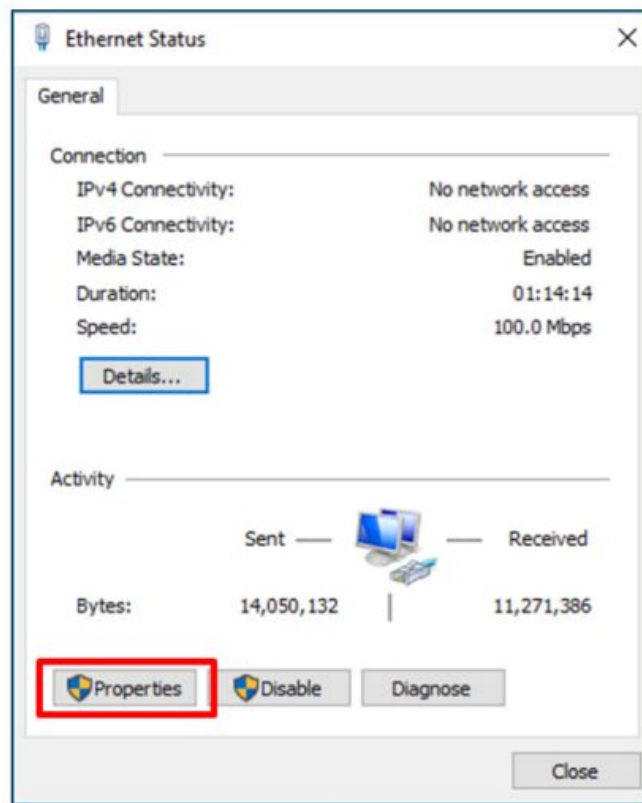 Ethernet Status
General
Connection
IPv4 Connectivity: No network access
IPv6 Connectivity: No network access
Media State: Enabled
Duration: 01:14:14
Speed: 100.0 Mbps
Details...
Activity
Sent Received
Bytes: 14,050,132 11,271,386
Properties Disable Diagnose
Close